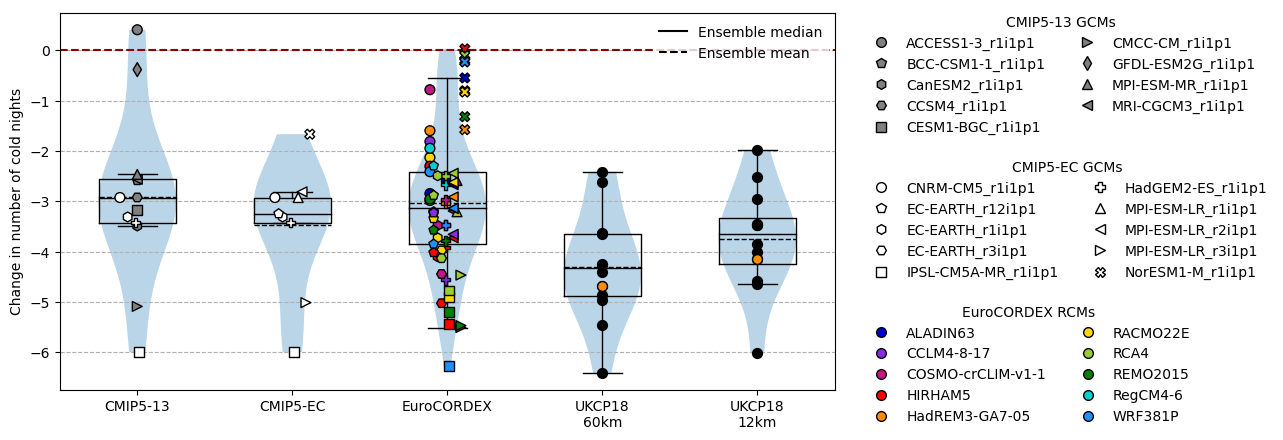 Change in number of cold nights
0
−1
−2
−3
−4
−5
−6
Ensemble median
Ensemble mean
CMIP5-13
CMIP5-EC
EuroCORDEX
UKCP18
60km
UKCP18
12km
CMIP5-13 GCMs
ACCESS1-3_r1i1p1
BCC-CSM1-1_r1i1p1
CanESM2_r1i1p1
CCSM4_r1i1p1
CESM1-BGC_r1i1p1
CMCC-CM_r1i1p1
GFDL-ESM2G_r1i1p1
MPI-ESM-MR_r1i1p1
MRI-CGCM3_r1i1p1
CMIP5-EC GCMs
CNRM-CM5_r1i1p1
EC-EARTH_r12i1p1
EC-EARTH_r1i1p1
EC-EARTH_r3i1p1
IPSL-CM5A-MR_r1i1p1
HadGEM2-ES_r1i1p1
MPI-ESM-LR_r1i1p1
MPI-ESM-LR_r2i1p1
MPI-ESM-LR_r3i1p1
NorESM1-M_r1i1p1
EuroCORDEX RCMs
ALADIN63
CCLM4-8-17
COSMO-crCLIM-v1-1
HIRHAM5
HadREM3-GA7-05
RACMO22E
RCA4
REMO2015
RegCM4-6
WRF381P